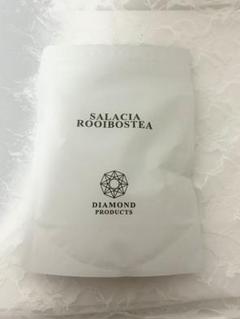 SALACIA
ROOIBOSTEA
DIAMOND
PRODUCTS